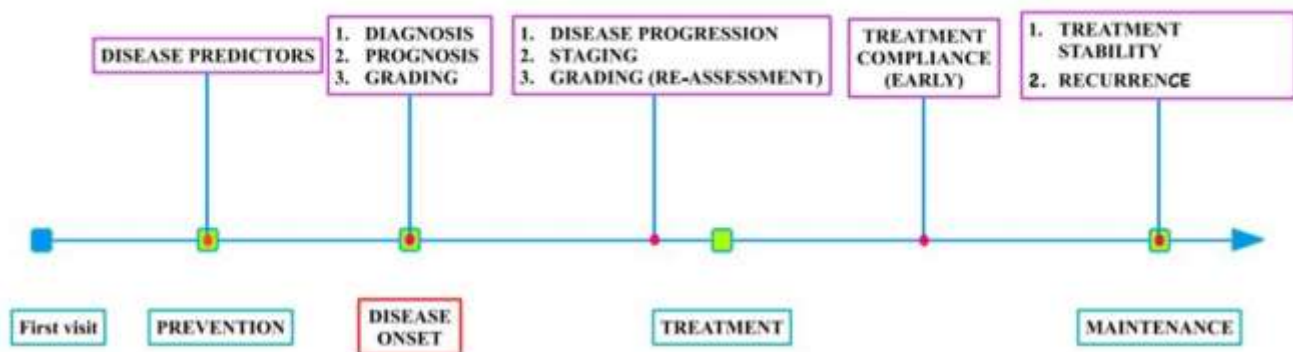 DISEASE PREDICTORS
1. DIAGNOSIS
2. PROGNOSIS
3. GRADING
1. DISEASE PROGRESSION
2. STAGING
3. GRADING (RE-ASSESSMENT)
TREATMENT
COMPLIANCE
(EARLY)
1. TREATMENT
STABILITY
2. RECURRENCE
First visit
PREVENTION
DISEASE
ONSET
TREATMENT
MAINTENANCE